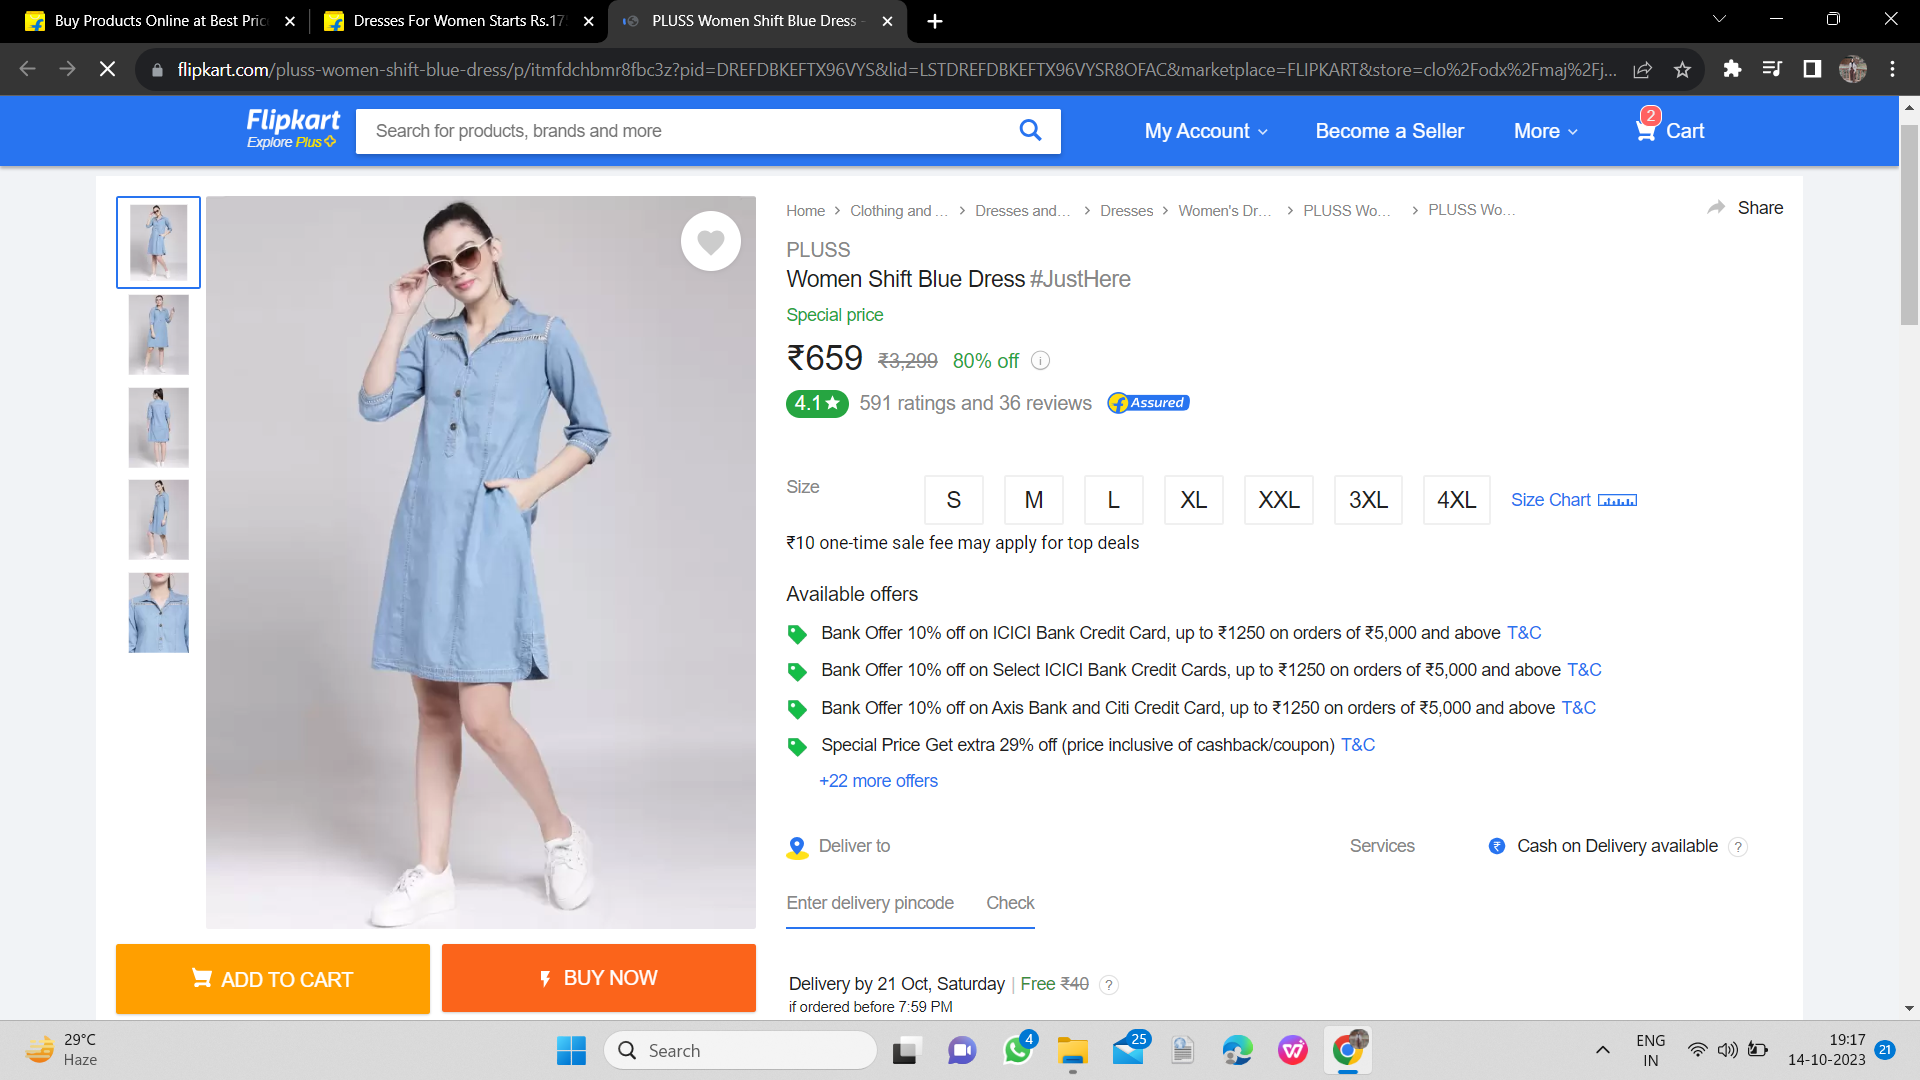 Buy Products Online at Best Pric
Dresses For Women Starts Rs.175
PLUSS Women Shift Blue Dress -
flipkart.com/pluss-women-shift-blue-dress/p/itmfdchbmr8fbc3z?pid=DREFDBKEFTX96VYS&lid=LSTDREFDBKEFTX96VYSR8OFAC&marketplace=FLIPKART&store=clo%2Fodx%2Fmaj%2Fj...
Flipkart
Explore Plus
Search for products, brands and more
My Account
Become a Seller
More
2
Cart
Home > Clothing and ... > Dresses and... > Dresses > Women's Dr... > PLUSS Wo... > PLUSS Wo...
Share
PLUSS
Women Shift Blue Dress #JustHere
Special price
₹659 ₹3,299 80% off i
4.1★ 591 ratings and 36 reviews f Assured
Size
S M L XL XXL 3XL 4XL Size Chart
₹10 one-time sale fee may apply for top deals
Available offers
Bank Offer 10% off on ICICI Bank Credit Card, up to ₹1250 on orders of ₹5,000 and above T&C
Bank Offer 10% off on Select ICICI Bank Credit Cards, up to ₹1250 on orders of ₹5,000 and above T&C
Bank Offer 10% off on Axis Bank and Citi Credit Card, up to ₹1250 on orders of ₹5,000 and above T&C
Special Price Get extra 29% off (price inclusive of cashback/coupon) T&C
+22 more offers
Deliver to
Services
₹ Cash on Delivery available ?
Enter delivery pincode Check
Delivery by 21 Oct, Saturday | Free ₹40 ?
if ordered before 7:59 PM
ADD TO CART
BUY NOW
29°C
Haze
Search
4
25
ENG
IN
19:17
14-10-2023
21